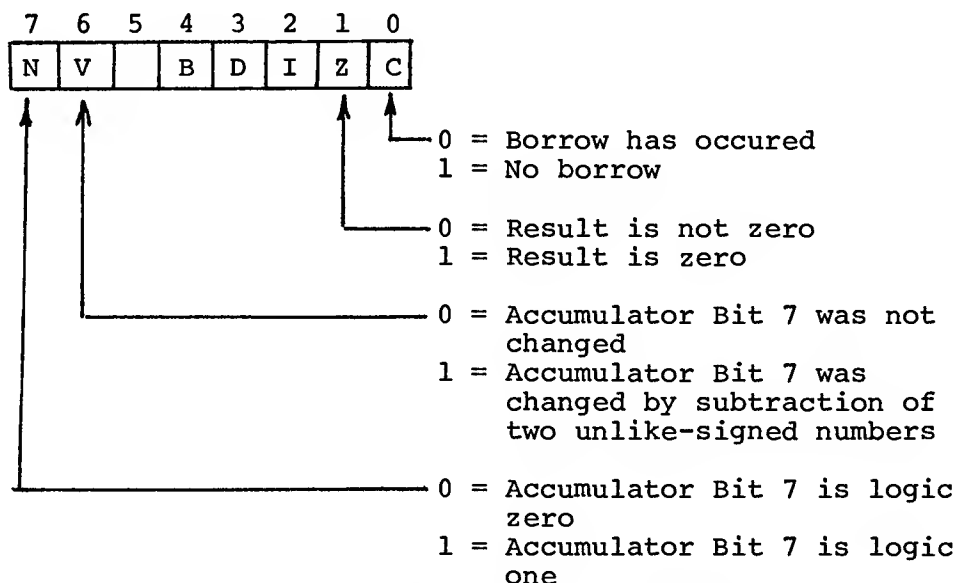 7 6 5 4 3 2 1 0
N V B D I Z C
0 = Borrow has occured
1 = No borrow
0 = Result is not zero
1 = Result is zero
0 = Accumulator Bit 7 was not
changed
1 = Accumulator Bit 7 was
changed by subtraction of
two unlike-signed numbers
0 = Accumulator Bit 7 is logic
zero
1 = Accumulator Bit 7 is logic
one